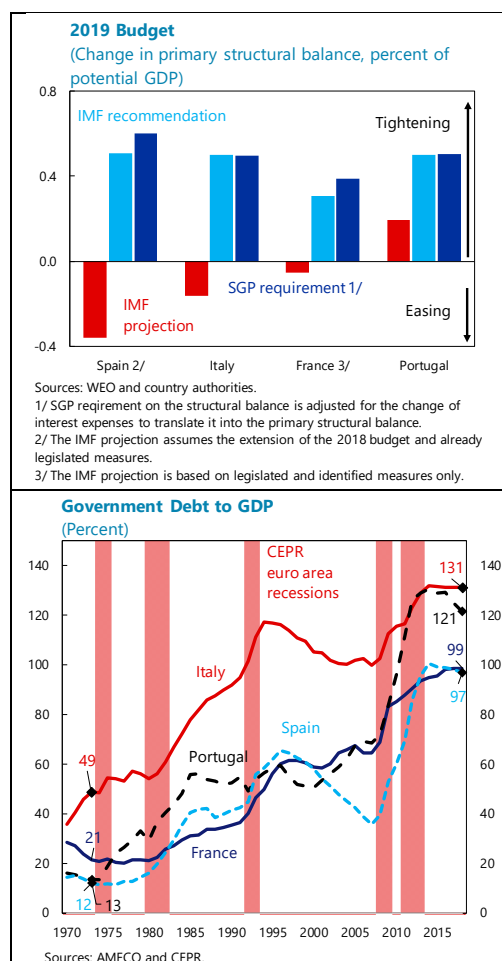 2019 Budget
(Change in primary structural balance, percent of
potential GDP)
0.8
IMF recommendation
Tightening
0.4
0.0
SGP requirement 1/
IMF
projection
Easing
-0.4
Spain 2/ Italy France 3/ Portugal
Sources: WEO and country authorities.
1/ SGP reqirement on the structural balance is adjusted for the change of
interest expenses to translate it into the primary structural balance.
2/ The IMF projection assumes the extension of the 2018 budget and already
legislated measures.
3/ The IMF projection is based on legislated and identified measures only.
Government Debt to GDP
(Percent)
140 140
CEPR
euro area
recessions
131
120 120
121
100 100
99
97
Italy
80 80
Spain
Portugal
60 60
49
40 40
21
France
20 20
12 13
0 0
1970 1975 1980 1985 1990 1995 2000 2005 2010 2015
Sources: AMECO and CEPR.